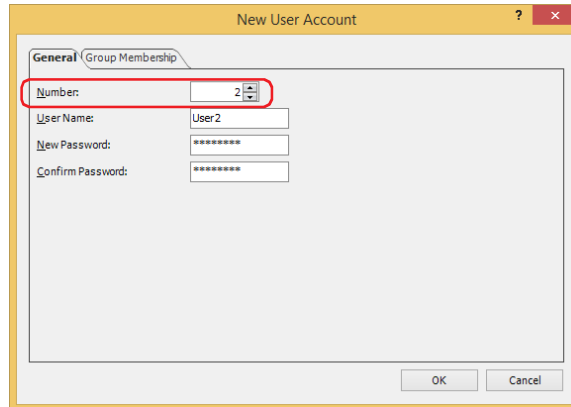 New User Account
? ×
General Group Membership
Number: 2
User Name: User2
New Password: ********
Confirm Password: ********
OK Cancel